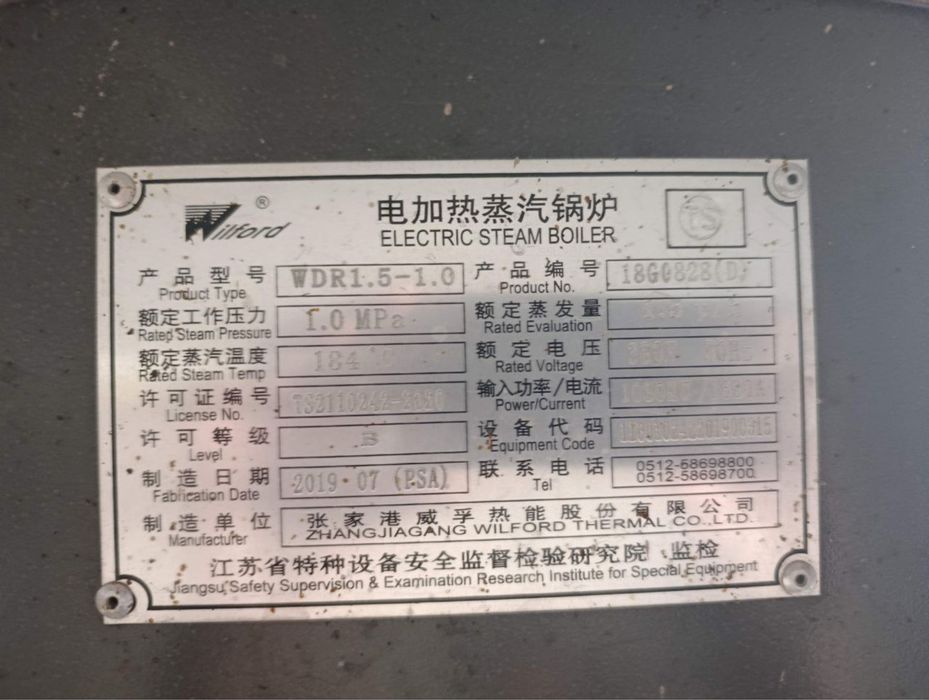 Wilford ®
电加热蒸汽锅炉
ELECTRIC STEAM BOILER
TS
产品型号 WDR1.5-1.0 产品编号 18G0828(D)
Product Type Product No.
额定工作压力 1.0 MPa 额定蒸发量
Rated Steam Pressure Rated Evaluation
额定蒸汽温度 184 额定电压
Rated Steam Temp Rated Voltage
许可证编号 输入功率/电流
License No. Power/Current
许可等级 B 设备代码
Level Equipment Code
制造日期 2019·07 联系电话 0512-58698800
Fabrication Date Tel 0512-58698700
制造单位 张家港威孚热能股份有限公司
Manufacturer ZHANGJIAGANG WILFORD THERMAL CO.,LTD.
江苏省特种设备安全监督检验研究院 监检
Jiangsu Safety Supervision & Examination Research Institute for Special Equipment